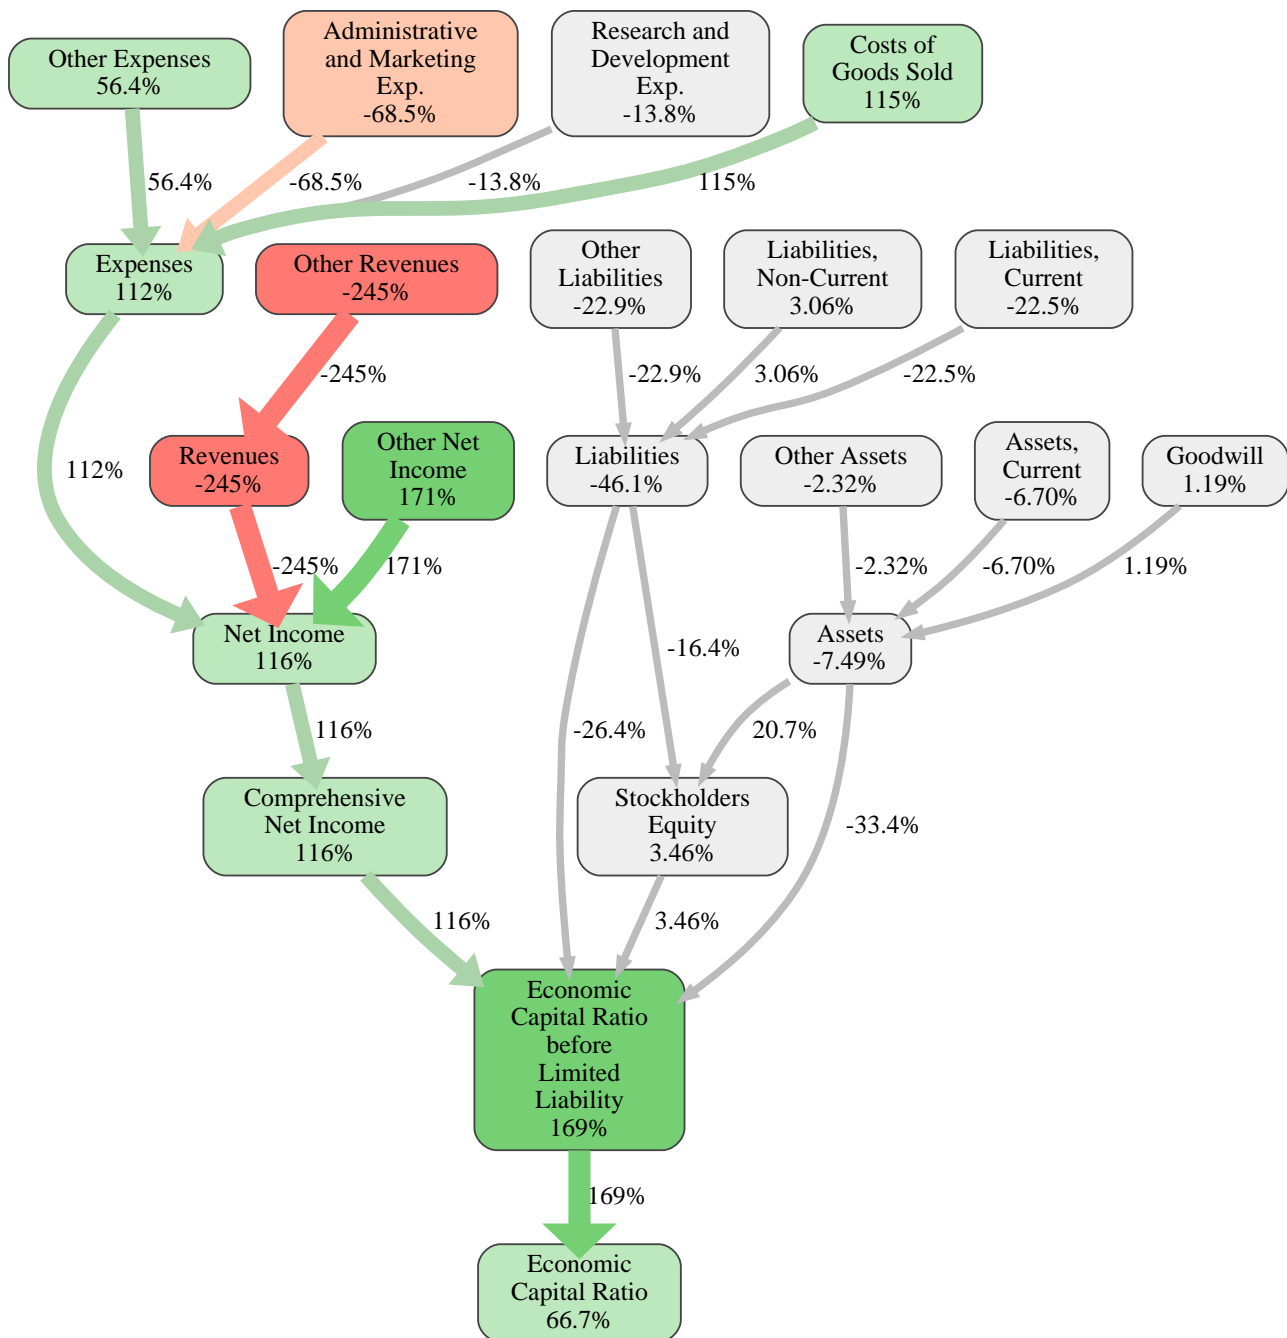 Other Expenses
56.4%
Administrative
and Marketing
Exp.
-68.5%
Research and
Development
Exp.
-13.8%
Costs of
Goods Sold
115%
56.4%
-68.5%
-13.8%
115%
Expenses
112%
Other Revenues
-245%
Other
Liabilities
-22.9%
Liabilities,
Non-Current
3.06%
Liabilities,
Current
-22.5%
-245%
-22.9%
3.06%
-22.5%
112%
Revenues
-245%
Other Net
Income
171%
Liabilities
-46.1%
Other Assets
-2.32%
Assets,
Current
-6.70%
Goodwill
1.19%
-245%
171%
-2.32%
-6.70%
1.19%
Net Income
116%
-16.4%
Assets
-7.49%
116%
-26.4%
20.7%
Comprehensive
Net Income
116%
Stockholders
Equity
3.46%
-33.4%
116%
3.46%
Economic
Capital Ratio
before
Limited
Liability
169%
169%
Economic
Capital Ratio
66.7%